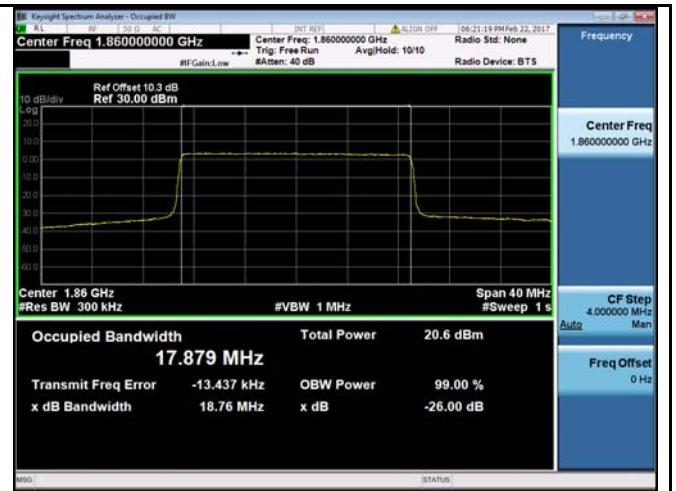 Keysight Spectrum Analyzer - Occupied BW
RL RF 50 Ω AC INT REF ALIGN OFF 06:21:19 PM Feb 22, 2017
Center Freq 1.860000000 GHz
Center Freq: 1.860000000 GHz
Radio Std: None
Trig: Free Run Avg|Hold: 10/10
#IFGain:Low #Atten: 40 dB Radio Device: BTS
Frequency
Ref Offset 10.3 dB
10 dB/div Ref 30.00 dBm
Log
20.0
10.0
0.00
10.0
20.0
30.0
40.0
50.0
60.0
Center 1.86 GHz Span 40 MHz
#Res BW 300 kHz #VBW 1 MHz #Sweep 1 s
Center Freq
1.860000000 GHz
CF Step
4.000000 MHz
Auto Man
Freq Offset
0 Hz
Occupied Bandwidth Total Power 20.6 dBm
17.879 MHz
Transmit Freq Error -13.437 kHz OBW Power 99.00 %
x dB Bandwidth 18.76 MHz x dB -26.00 dB
MSG STATUS